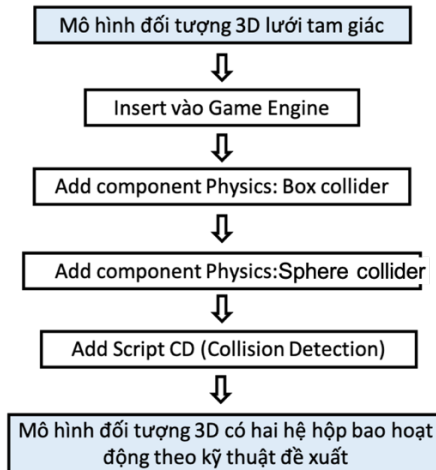 Mô hình đối tượng 3D lưới tam giác
Insert vào Game Engine
Add component Physics: Box collider
Add component Physics:Sphere collider
Add Script CD (Collision Detection)
Mô hình đối tượng 3D có hai hệ hộp bao hoạt
động theo kỹ thuật đề xuất